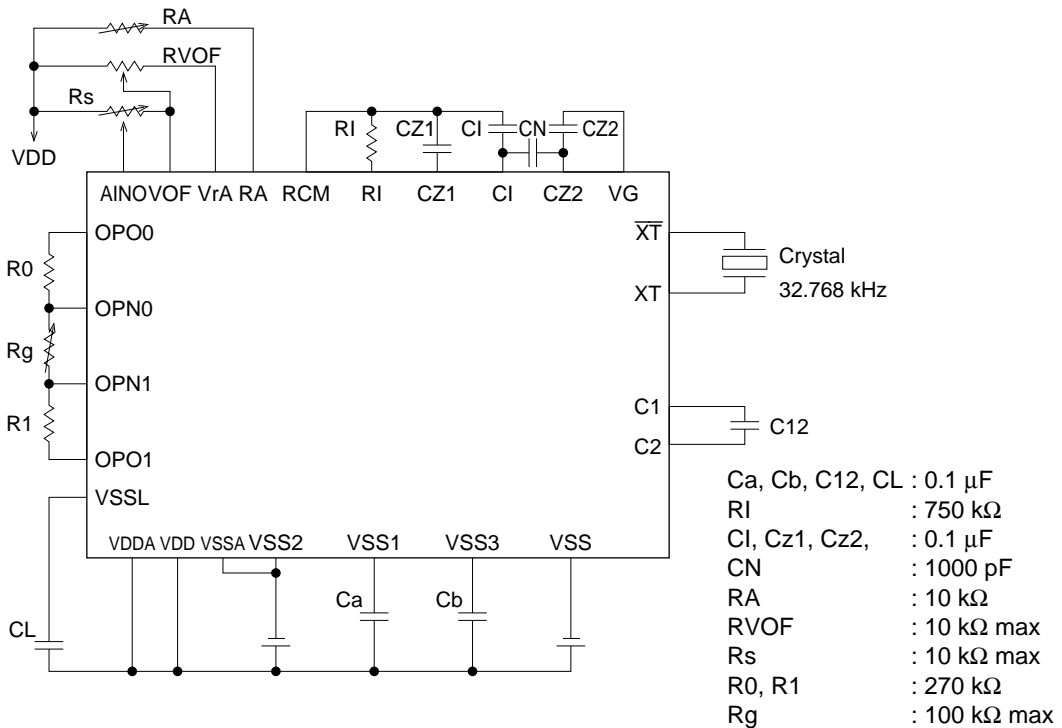 RA
RVOF
Rs
VDD
RI
CZ1
CI
CN
CZ2
AINO VOF VrA RA RCM RI CZ1 CI CZ2 VG
OPO0
XT
R0
Crystal
32.768 kHz
XT
OPN0
Rg
OPN1
R1
C1
C12
C2
OPO1
VSSL
VDDA VDD VSSA VSS2 VSS1 VSS3 VSS
Ca
Cb
CL
Ca, Cb, C12, CL : 0.1 μF
RI : 750 kΩ
CI, Cz1, Cz2, : 0.1 μF
CN : 1000 pF
RA : 10 kΩ
RVOF : 10 kΩ max
Rs : 10 kΩ max
R0, R1 : 270 kΩ
Rg : 100 kΩ max